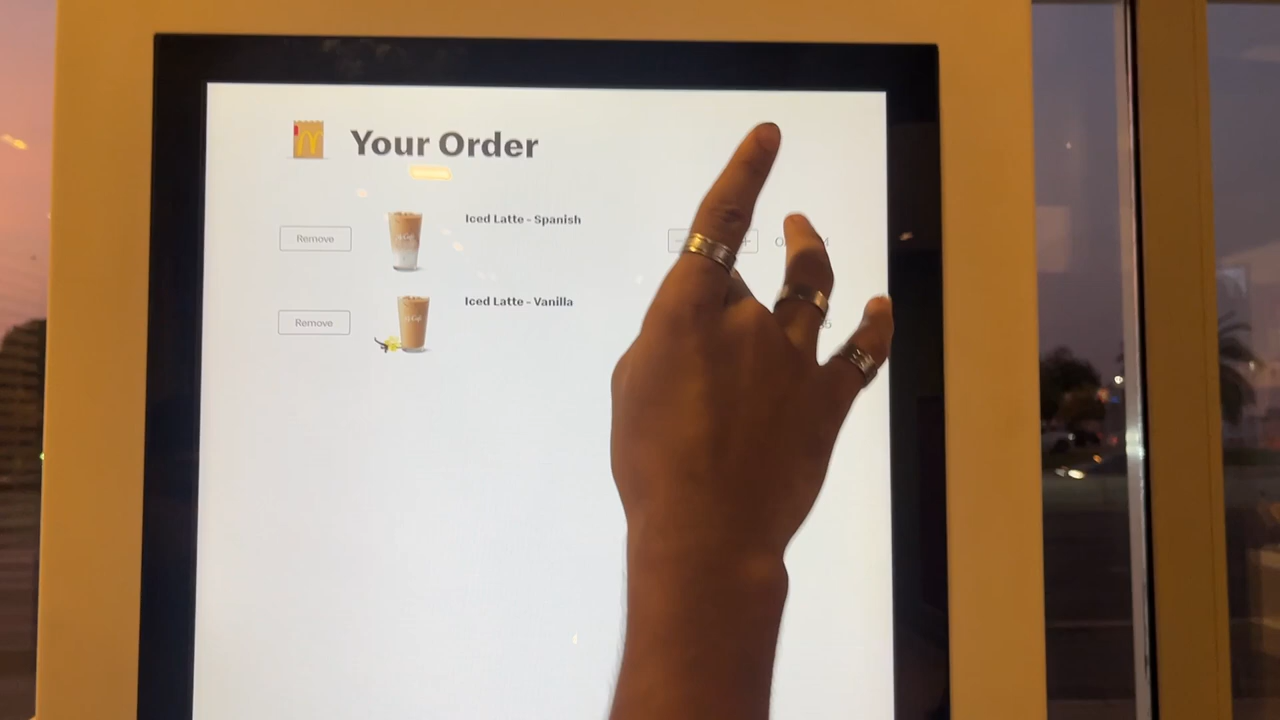 Your Order
Iced Latte - Spanish
Remove
Iced Latte - Vanilla
Remove